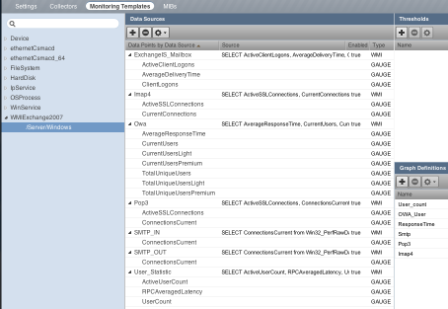 Settings Collectors Monitoring Templates MIBs
Data Sources
Thresholds
Data Points by Data Source Source Enabled Type
Name
Device
ethernetCsmacd
ethernetCsmacd_64
FileSystem
HardDisk
IpService
OSProcess
WinService
WMIExchange2007
/Server/Windows
ExchangeIS_Mailbox SELECT ActiveClientLogons, AverageDeliveryTime, true WMI
ActiveClientLogons GAUGE
AverageDeliveryTime GAUGE
ClientLogons GAUGE
Imap4 SELECT ActiveSSLConnections, CurrentConnections true WMI
ActiveSSLConnections GAUGE
CurrentConnections GAUGE
Owa SELECT AverageResponseTime, CurrentUsers, Curr true WMI
AverageResponseTime GAUGE
CurrentUsers GAUGE
CurrentUsersLight GAUGE
CurrentUsersPremium GAUGE
TotalUniqueUsers GAUGE
TotalUniqueUsersLight GAUGE
TotalUniqueUsersPremium GAUGE
Pop3 SELECT ActiveSSLConnections, ConnectionsCurrent true WMI
ActiveSSLConnections GAUGE
ConnectionsCurrent GAUGE
SMTP_IN SELECT ConnectionsCurrent from Win32_PerfRawD true WMI
ConnectionsCurrent GAUGE
SMTP_OUT SELECT ConnectionsCurrent from Win32_PerfRawD true WMI
ConnectionsCurrent GAUGE
User_Statistic SELECT ActiveUserCount, RPCAveragedLatency, U true WMI
ActiveUserCount GAUGE
RPCAveragedLatency GAUGE
UserCount GAUGE
Graph Definitions
Name
User_count
OWA_User
ResponseTime
Smtp
Pop3
Imap4